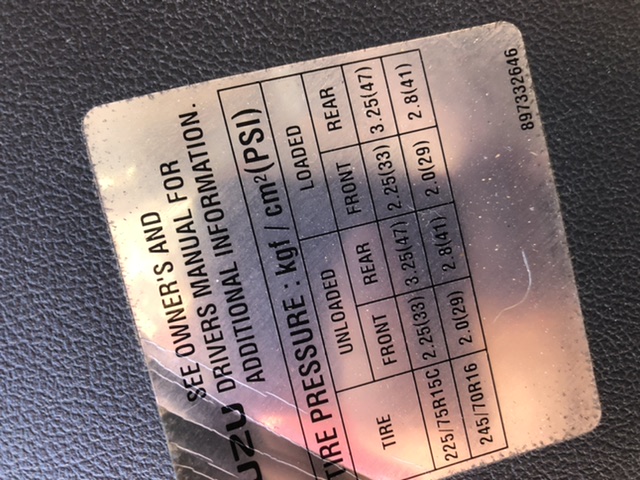 SEE OWNER'S AND
UZU DRIVERS MANUAL FOR
ADDITIONAL INFORMATION.
IRE PRESSURE : kgf / cm²(PSI)
TIRE UNLOADED LOADED
FRONT REAR FRONT REAR
225/75R15C 2.25(33) 3.25(47) 2.25(33) 3.25(47)
245/70R16 2.0(29) 2.8(41) 2.0(29) 2.8(41)
897332646